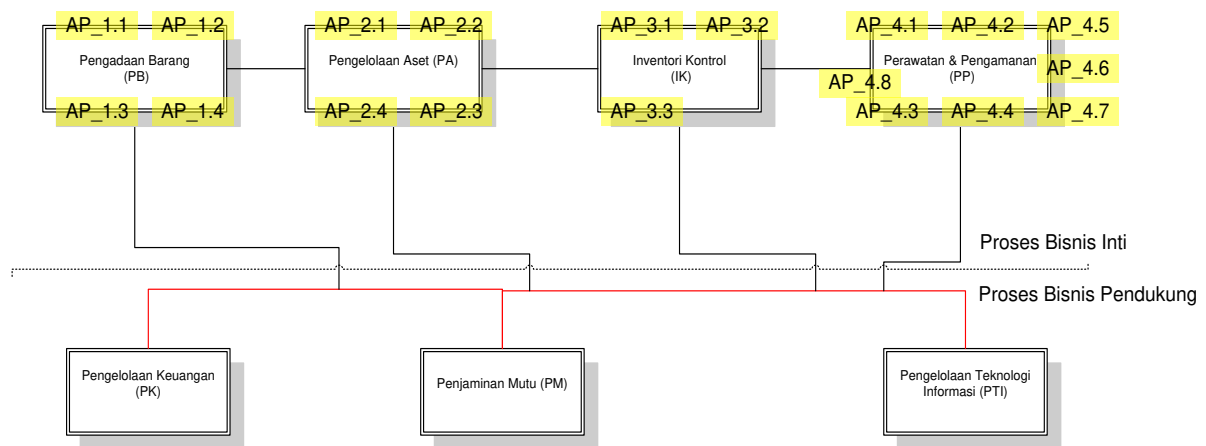 AP_1.1 AP_1.2 AP_2.1 AP_2.2 AP_3.1 AP_3.2 AP_4.1 AP_4.2 AP_4.5
Pengadaan Barang
(PB)
Pengelolaan Aset (PA)
Inventori Kontrol
(IK)
Perawatan & Pengamanan
(PP)
AP_4.6
AP_4.8
AP_1.3 AP_1.4 AP_2.4 AP_2.3 AP_3.3 AP_4.3 AP_4.4 AP_4.7
Proses Bisnis Inti
Proses Bisnis Pendukung
Pengelolaan Keuangan
(PK)
Penjaminan Mutu (PM)
Pengelolaan Teknologi
Informasi (PTI)